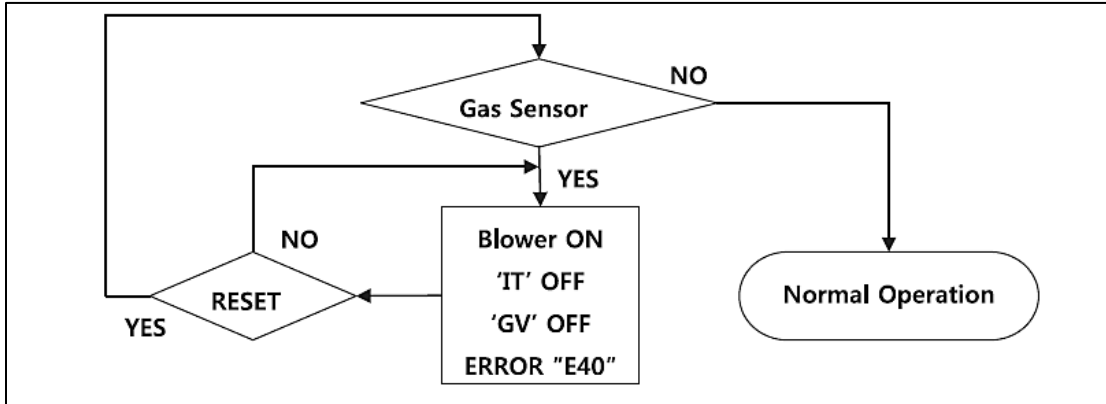 NO
Gas Sensor
YES
Blower ON
'IT' OFF
'GV' OFF
ERROR "E40"
NO
RESET
YES
Normal Operation